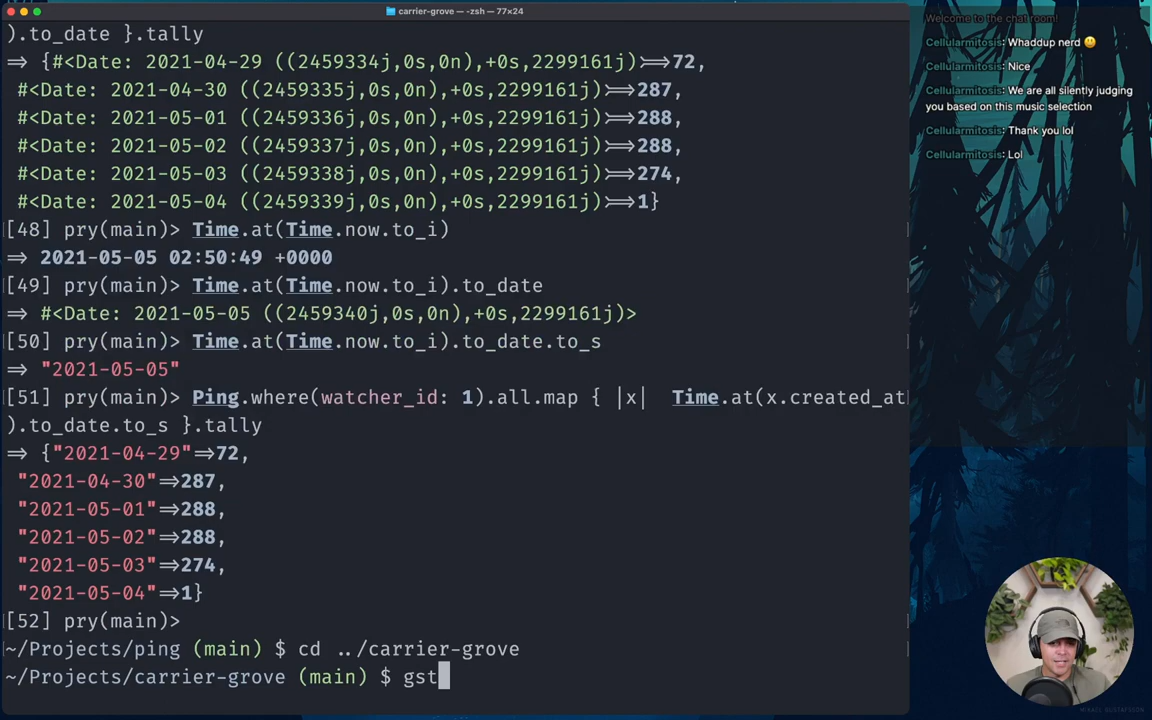 carrier-grove — -zsh — 77×24
).to_date }.tally
=> {#<Date: 2021-04-29 ((2459334j,0s,0n),+0s,2299161j)>=>72,
#<Date: 2021-04-30 ((2459335j,0s,0n),+0s,2299161j)>=>287,
#<Date: 2021-05-01 ((2459336j,0s,0n),+0s,2299161j)>=>288,
#<Date: 2021-05-02 ((2459337j,0s,0n),+0s,2299161j)>=>288,
#<Date: 2021-05-03 ((2459338j,0s,0n),+0s,2299161j)>=>274,
#<Date: 2021-05-04 ((2459339j,0s,0n),+0s,2299161j)>=>1}
[48] pry(main)> Time.at(Time.now.to_i)
=> 2021-05-05 02:50:49 +0000
[49] pry(main)> Time.at(Time.now.to_i).to_date
=> #<Date: 2021-05-05 ((2459340j,0s,0n),+0s,2299161j)>
[50] pry(main)> Time.at(Time.now.to_i).to_date.to_s
=> "2021-05-05"
[51] pry(main)> Ping.where(watcher_id: 1).all.map { |x|  Time.at(x.created_at
).to_date.to_s }.tally
=> {"2021-04-29"=>72,
"2021-04-30"=>287,
"2021-05-01"=>288,
"2021-05-02"=>288,
"2021-05-03"=>274,
"2021-05-04"=>1}
[52] pry(main)>
~/Projects/ping (main) $ cd ../carrier-grove
~/Projects/carrier-grove (main) $ gst
Welcome to the chat room!
Cellularmitosis: Whaddup nerd 😃
Cellularmitosis: Nice
Cellularmitosis: We are all silently judging
you based on this music selection
Cellularmitosis: Thank you lol
Cellularmitosis: Lol
MIKAEL GUSTAFSSON